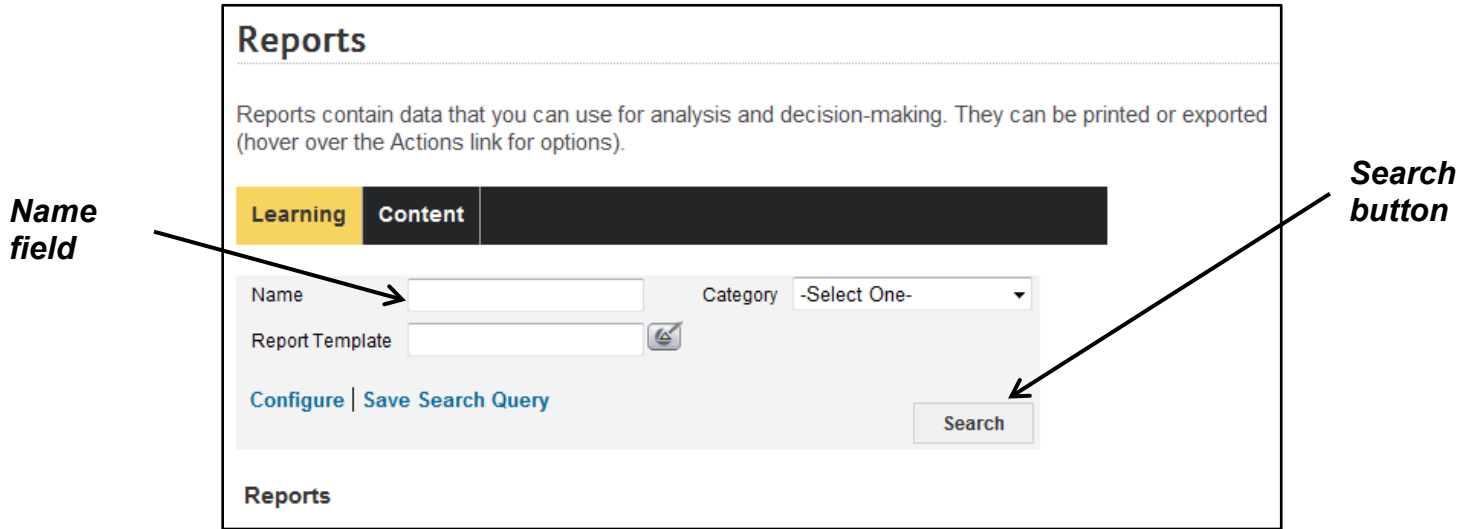 Reports
Reports contain data that you can use for analysis and decision-making. They can be printed or exported
(hover over the Actions link for options).
Name
field
Search
button
Learning Content
Name Category -Select One-
Report Template
Configure | Save Search Query
Search
Reports